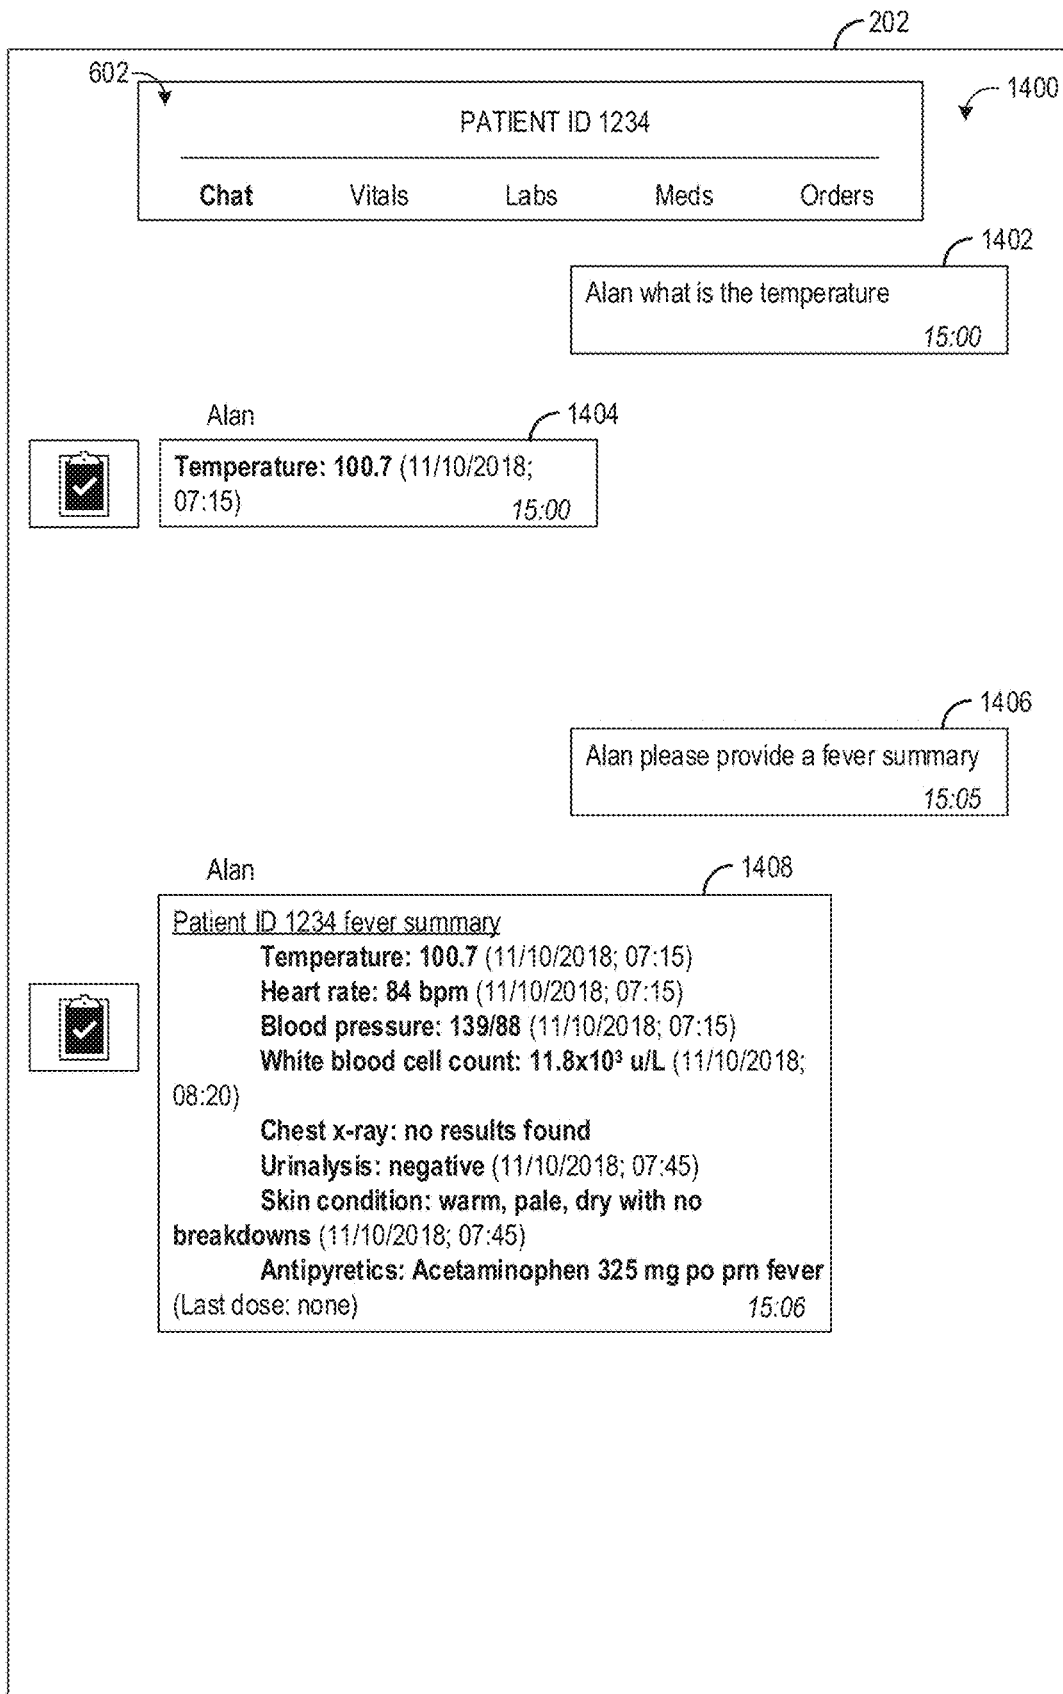 202
602
1400
PATIENT ID 1234
Chat Vitals Labs Meds Orders
1402
Alan what is the temperature
15:00
Alan
1404
Temperature: 100.7 (11/10/2018;
07:15) 15:00
1406
Alan please provide a fever summary
15:05
Alan
1408
Patient ID 1234 fever summary
Temperature: 100.7 (11/10/2018; 07:15)
Heart rate: 84 bpm (11/10/2018; 07:15)
Blood pressure: 139/88 (11/10/2018; 07:15)
White blood cell count: 11.8x10³ u/L (11/10/2018;
08:20)
Chest x-ray: no results found
Urinalysis: negative (11/10/2018; 07:45)
Skin condition: warm, pale, dry with no
breakdowns (11/10/2018; 07:45)
Antipyretics: Acetaminophen 325 mg po prn fever
(Last dose: none) 15:06